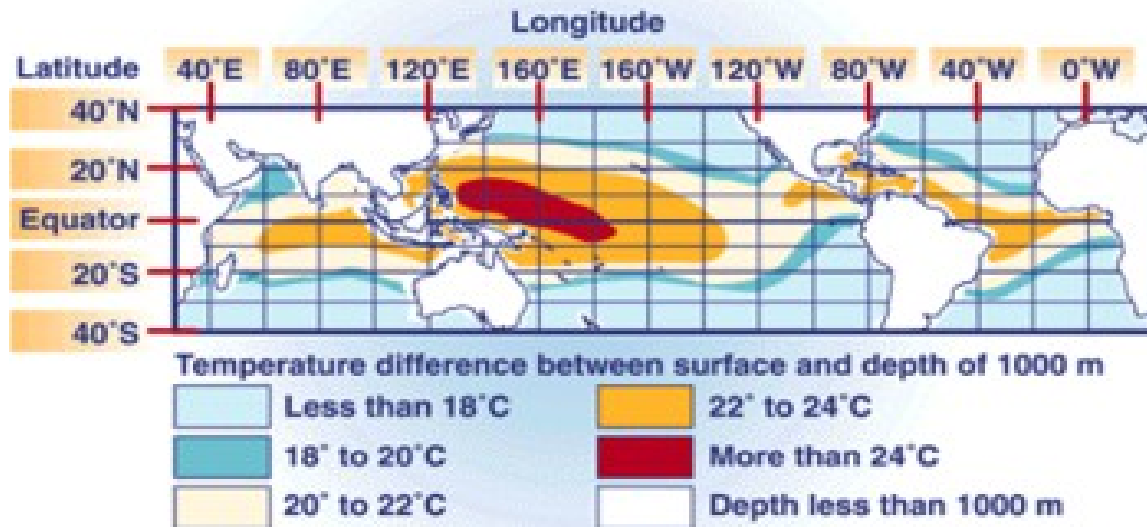 Longitude
Latitude 40°E 80°E 120°E 160°E 160°W 120°W 80°W 40°W 0°W
40°N
20°N
Equator
20°S
40°S
Temperature difference between surface and depth of 1000 m
Less than 18°C 22° to 24°C
18° to 20°C More than 24°C
20° to 22°C Depth less than 1000 m